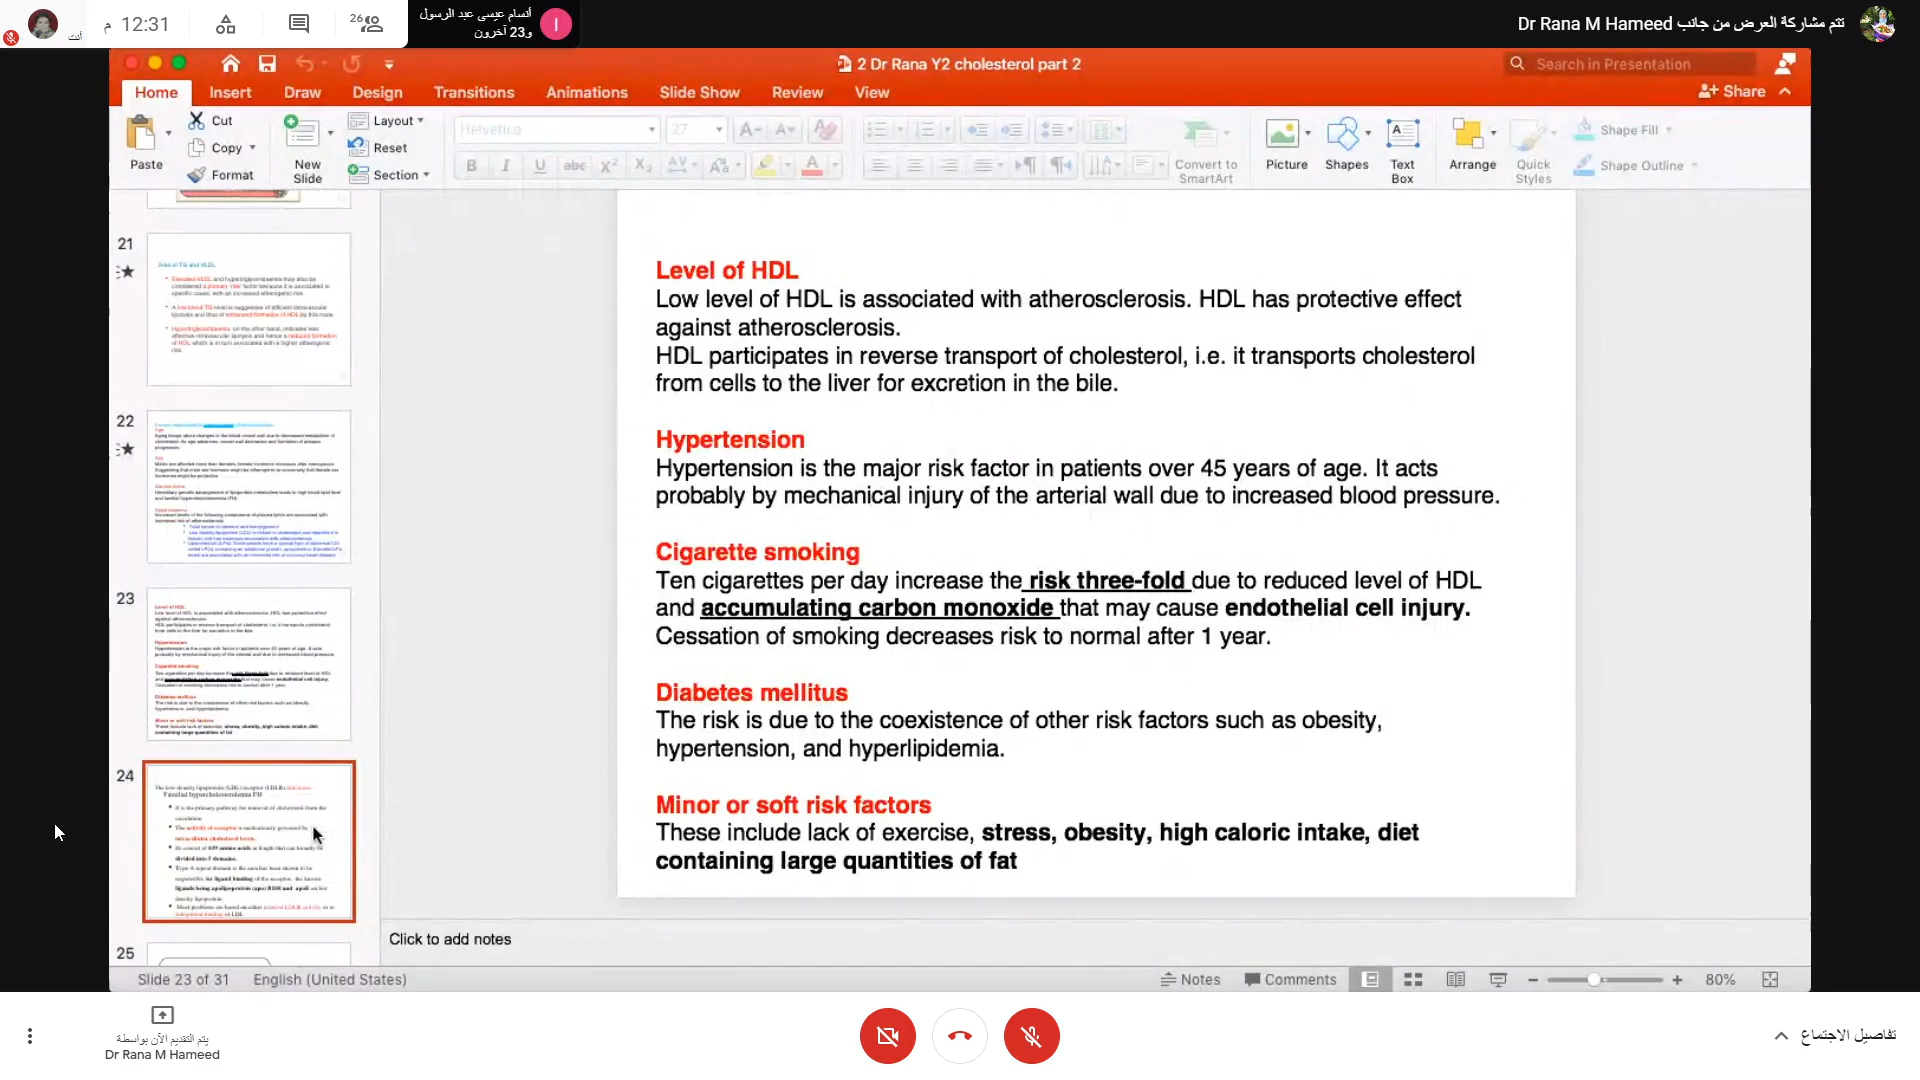 12:31 م
26
أنت
أنسام عيسى عبد الرسول
و23 آخرون
I
تتم مشاركة العرض من جانب Dr Rana M Hameed
2 Dr Rana Y2 cholesterol part 2
Search in Presentation
Home Insert Draw Design Transitions Animations Slide Show Review View
Share
Paste
Cut
Copy
Format
New Slide
Layout
Reset
Section
Helvetica 27
Convert to SmartArt
Picture
Shapes
Text Box
Arrange
Quick Styles
Shape Fill
Shape Outline
21
22
23
24
25
Level of HDL
Low level of HDL is associated with atherosclerosis. HDL has protective effect
against atherosclerosis.
HDL participates in reverse transport of cholesterol, i.e. it transports cholesterol
from cells to the liver for excretion in the bile.
Hypertension
Hypertension is the major risk factor in patients over 45 years of age. It acts
probably by mechanical injury of the arterial wall due to increased blood pressure.
Cigarette smoking
Ten cigarettes per day increase the risk three-fold due to reduced level of HDL
and accumulating carbon monoxide that may cause endothelial cell injury.
Cessation of smoking decreases risk to normal after 1 year.
Diabetes mellitus
The risk is due to the coexistence of other risk factors such as obesity,
hypertension, and hyperlipidemia.
Minor or soft risk factors
These include lack of exercise, stress, obesity, high caloric intake, diet
containing large quantities of fat
Click to add notes
Slide 23 of 31 English (United States)
Notes Comments 80%
يتم التقديم الآن بواسطة
Dr Rana M Hameed
تفاصيل الاجتماع